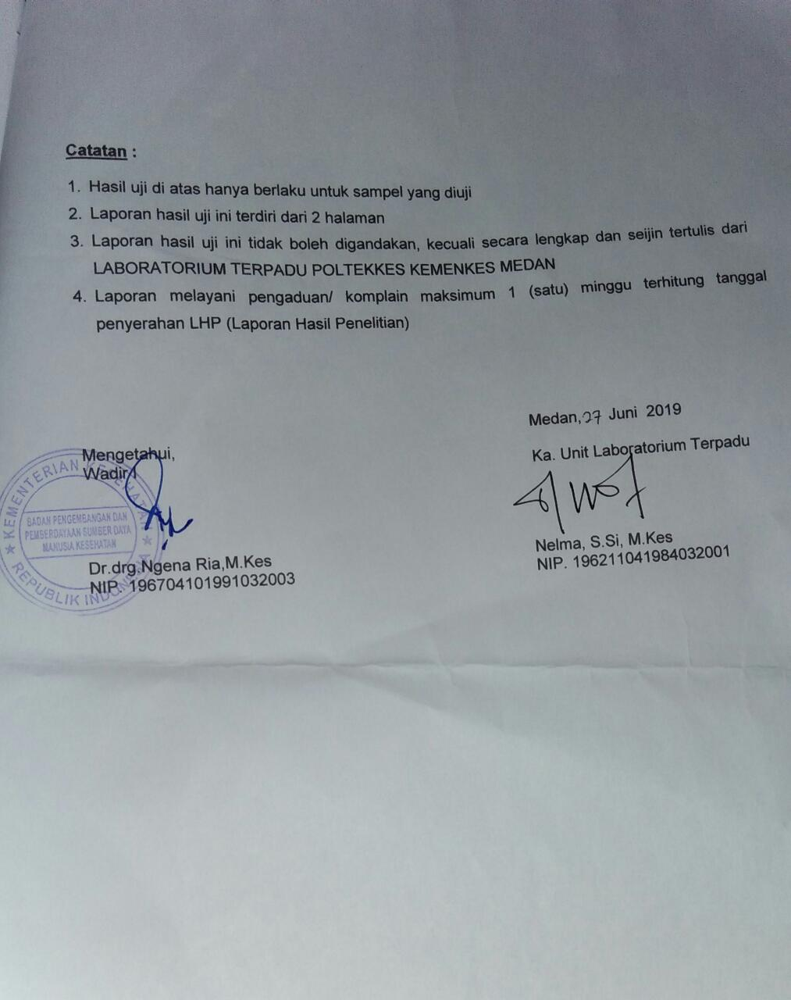 Catatan :
1. Hasil uji di atas hanya berlaku untuk sampel yang diuji
2. Laporan hasil uji ini terdiri dari 2 halaman
3. Laporan hasil uji ini tidak boleh digandakan, kecuali secara lengkap dan seijin tertulis dari
LABORATORIUM TERPADU POLTEKKES KEMENKES MEDAN
4. Laporan melayani pengaduan/ komplain maksimum 1 (satu) minggu terhitung tanggal
penyerahan LHP (Laporan Hasil Penelitian)
Medan, 27 Juni 2019
Mengetahui,
Wadir I
Ka. Unit Laboratorium Terpadu
KEMENTERIAN KESEHATAN
BADAN PENGEMBANGAN DAN
PEMBERDAYAAN SUMBER DAYA
MANUSIA KESEHATAN
REPUBLIK INDONESIA
Dr.drg.Ngena Ria,M.Kes
NIP. 196704101991032003
Nelma, S.Si, M.Kes
NIP. 196211041984032001